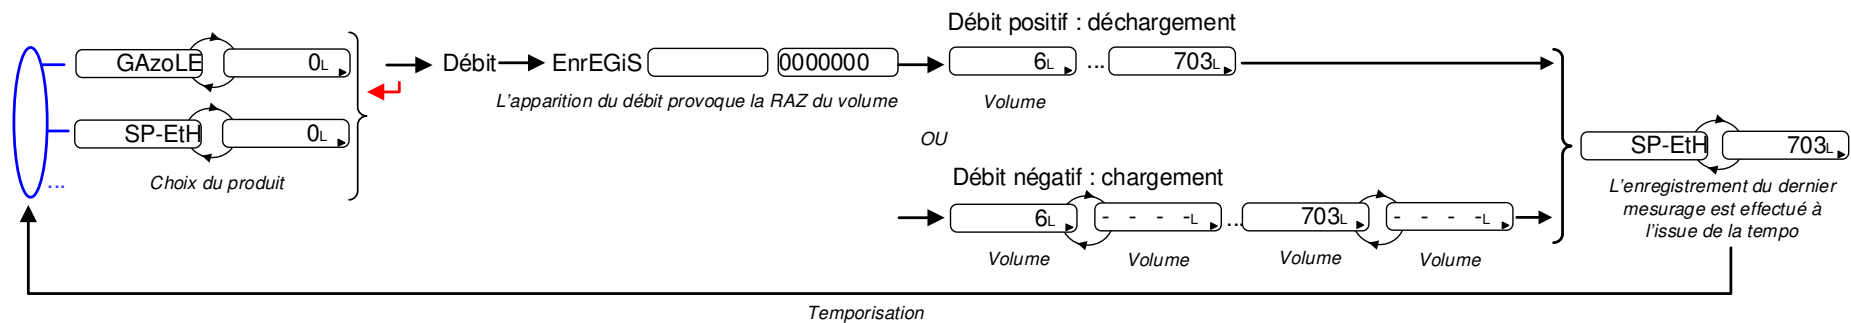 Débit positif : déchargement
GAzoLE 0L Débit EnrEGiS 0000000 6L ... 703L
L'apparition du débit provoque la RAZ du volume Volume
SP-EtH 0L OU SP-EtH 703L
... Choix du produit Débit négatif : chargement L'enregistrement du dernier
mesurage est effectué à
6L - - - -L ... 703L - - - -L l'issue de la tempo
Volume Volume Volume Volume
Temporisation